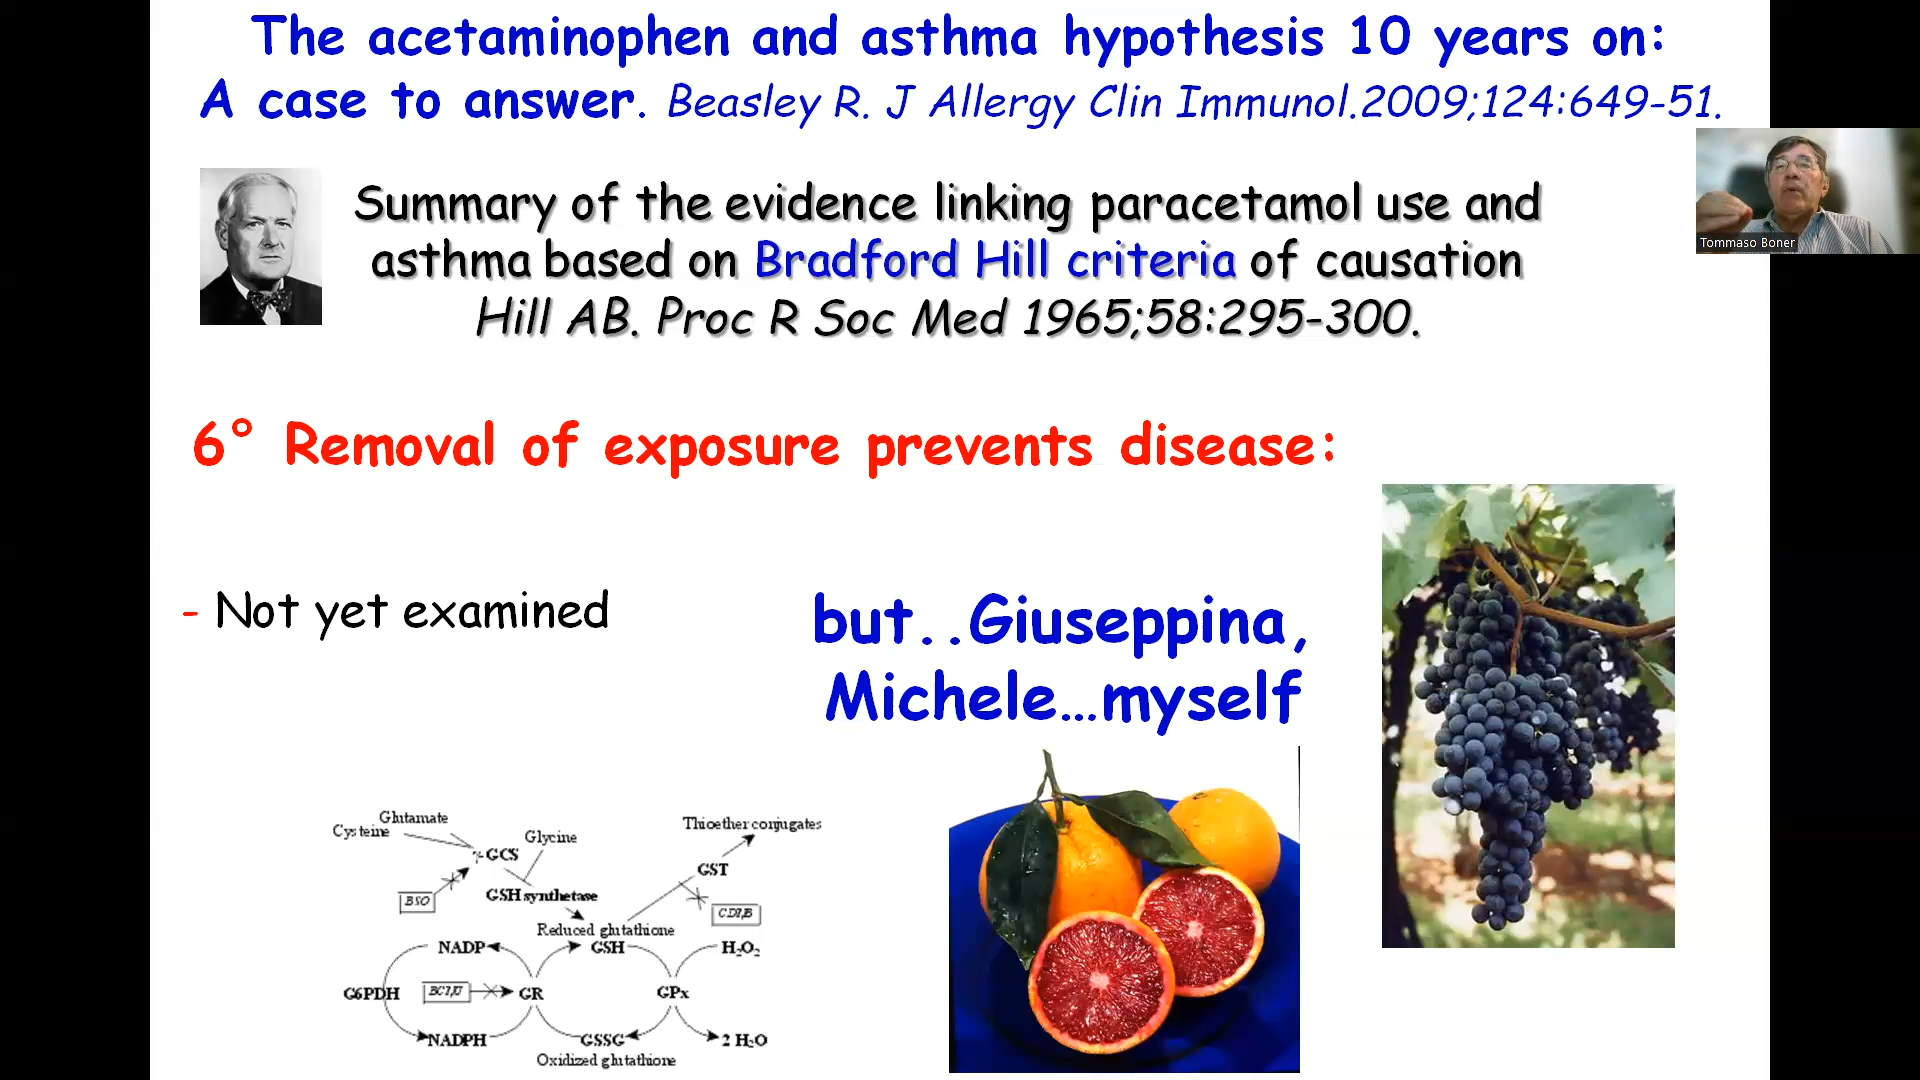 The acetaminophen and asthma hypothesis 10 years on:
A case to answer. Beasley R. J Allergy Clin Immunol.2009;124:649-51.
Tommaso Boner
Summary of the evidence linking paracetamol use and
asthma based on Bradford Hill criteria of causation
Hill AB. Proc R Soc Med 1965;58:295-300.
6° Removal of exposure prevents disease:
- Not yet examined
but..Giuseppina,
Michele...myself
Glutamate
Cysteine
Glycine
Thioether conjugates
γ-GCS
GST
BSO
GSH synthetase
CDNB
Reduced glutathione
NADP
GSH
H₂O₂
G6PDH
BCNU
GR
GPx
NADPH
GSSG
2 H₂O
Oxidized glutathione